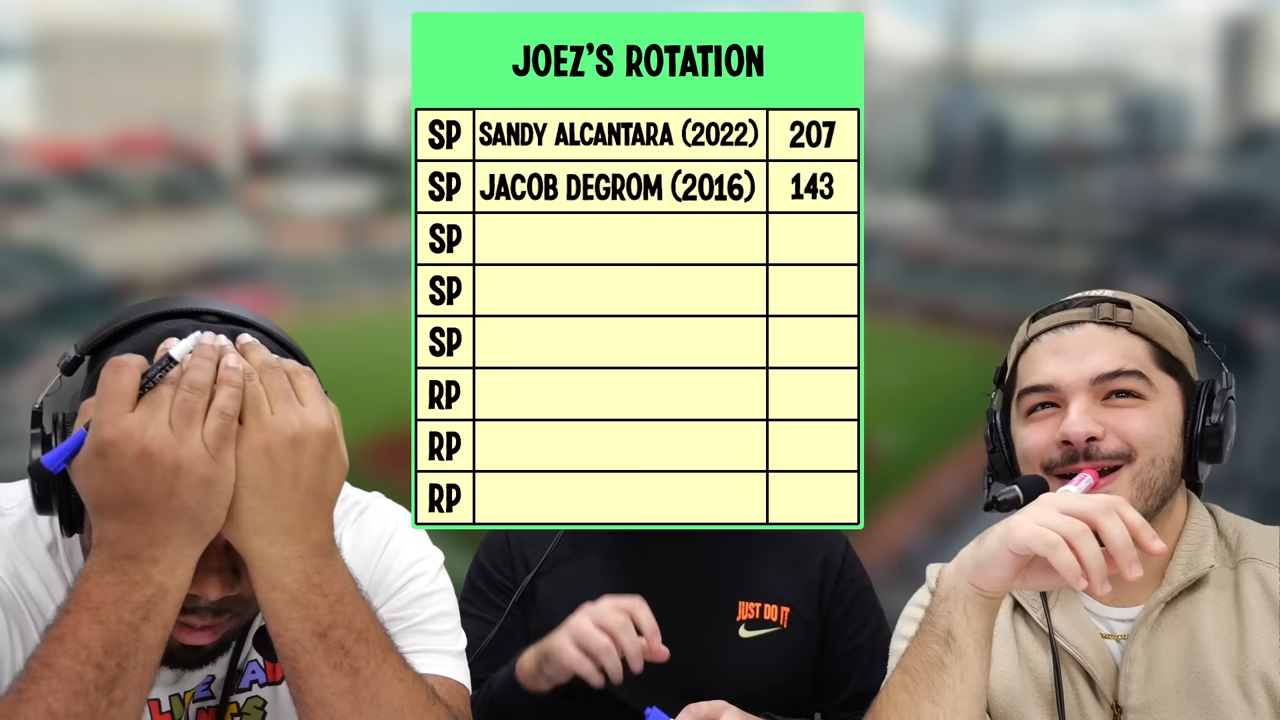 JOEZ'S ROTATION
SP SANDY ALCANTARA (2022) 207
SP JACOB DEGROM (2016) 143
SP
SP
SP
RP
RP
RP
JUST DO IT